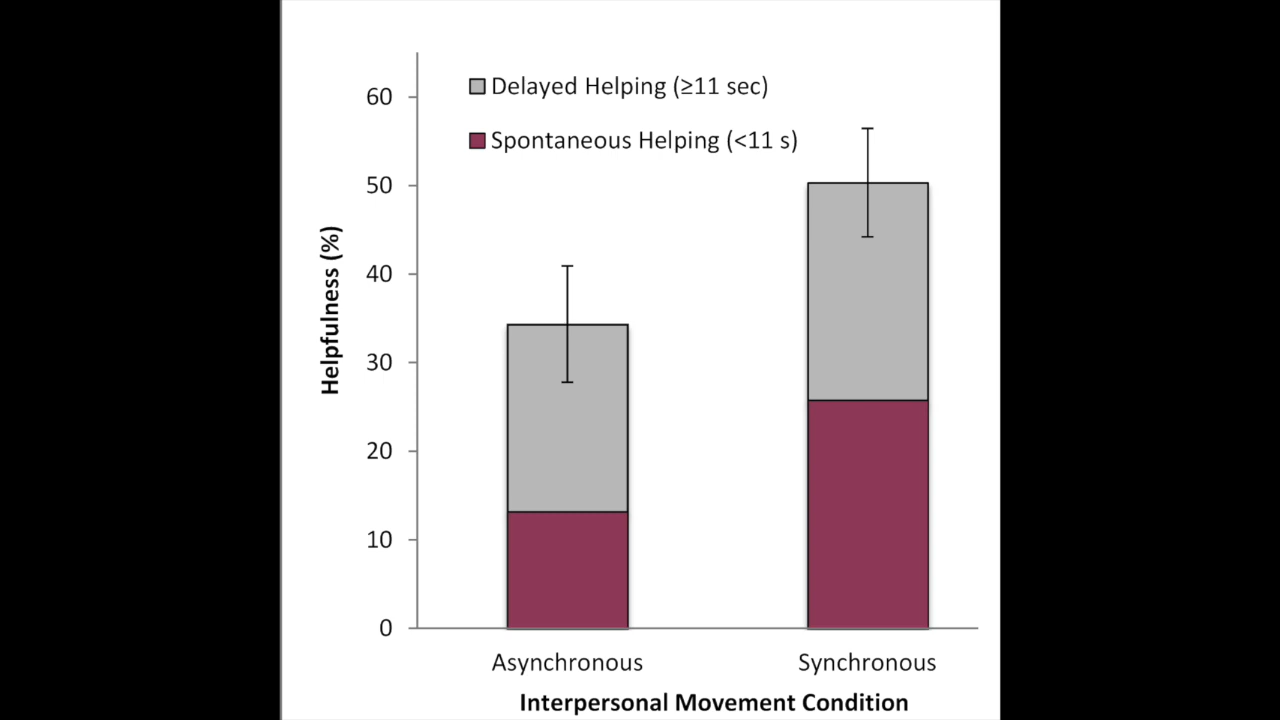 Delayed Helping (≥11 sec)
Spontaneous Helping (<11 s)
60
50
40
30
20
10
0
Helpfulness (%)
Asynchronous
Synchronous
Interpersonal Movement Condition